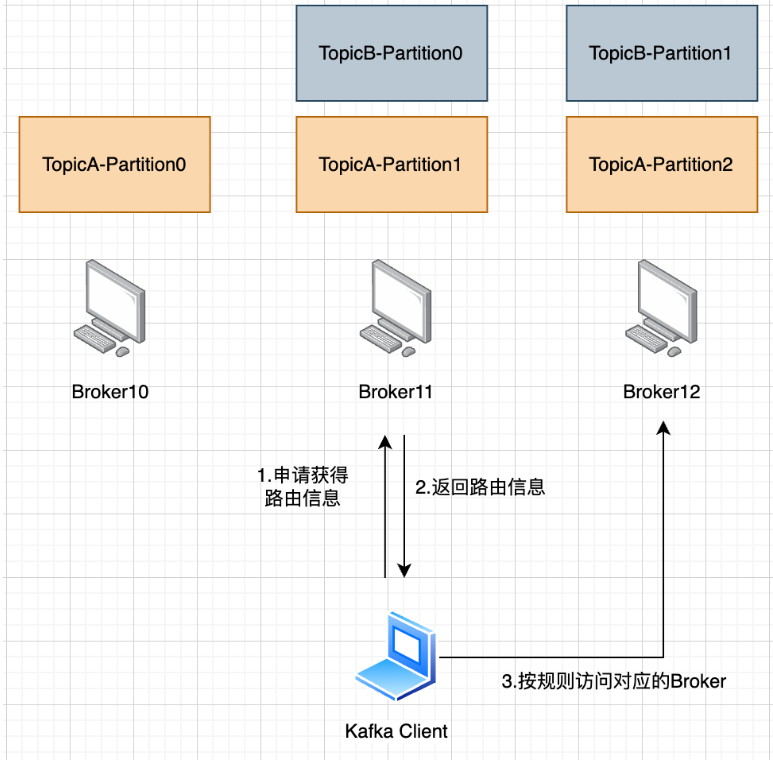 TopicB-Partition0
TopicB-Partition1
TopicA-Partition0
TopicA-Partition1
TopicA-Partition2
Broker10
Broker11
Broker12
1.申请获得
路由信息
2.返回路由信息
3.按规则访问对应的Broker
Kafka Client